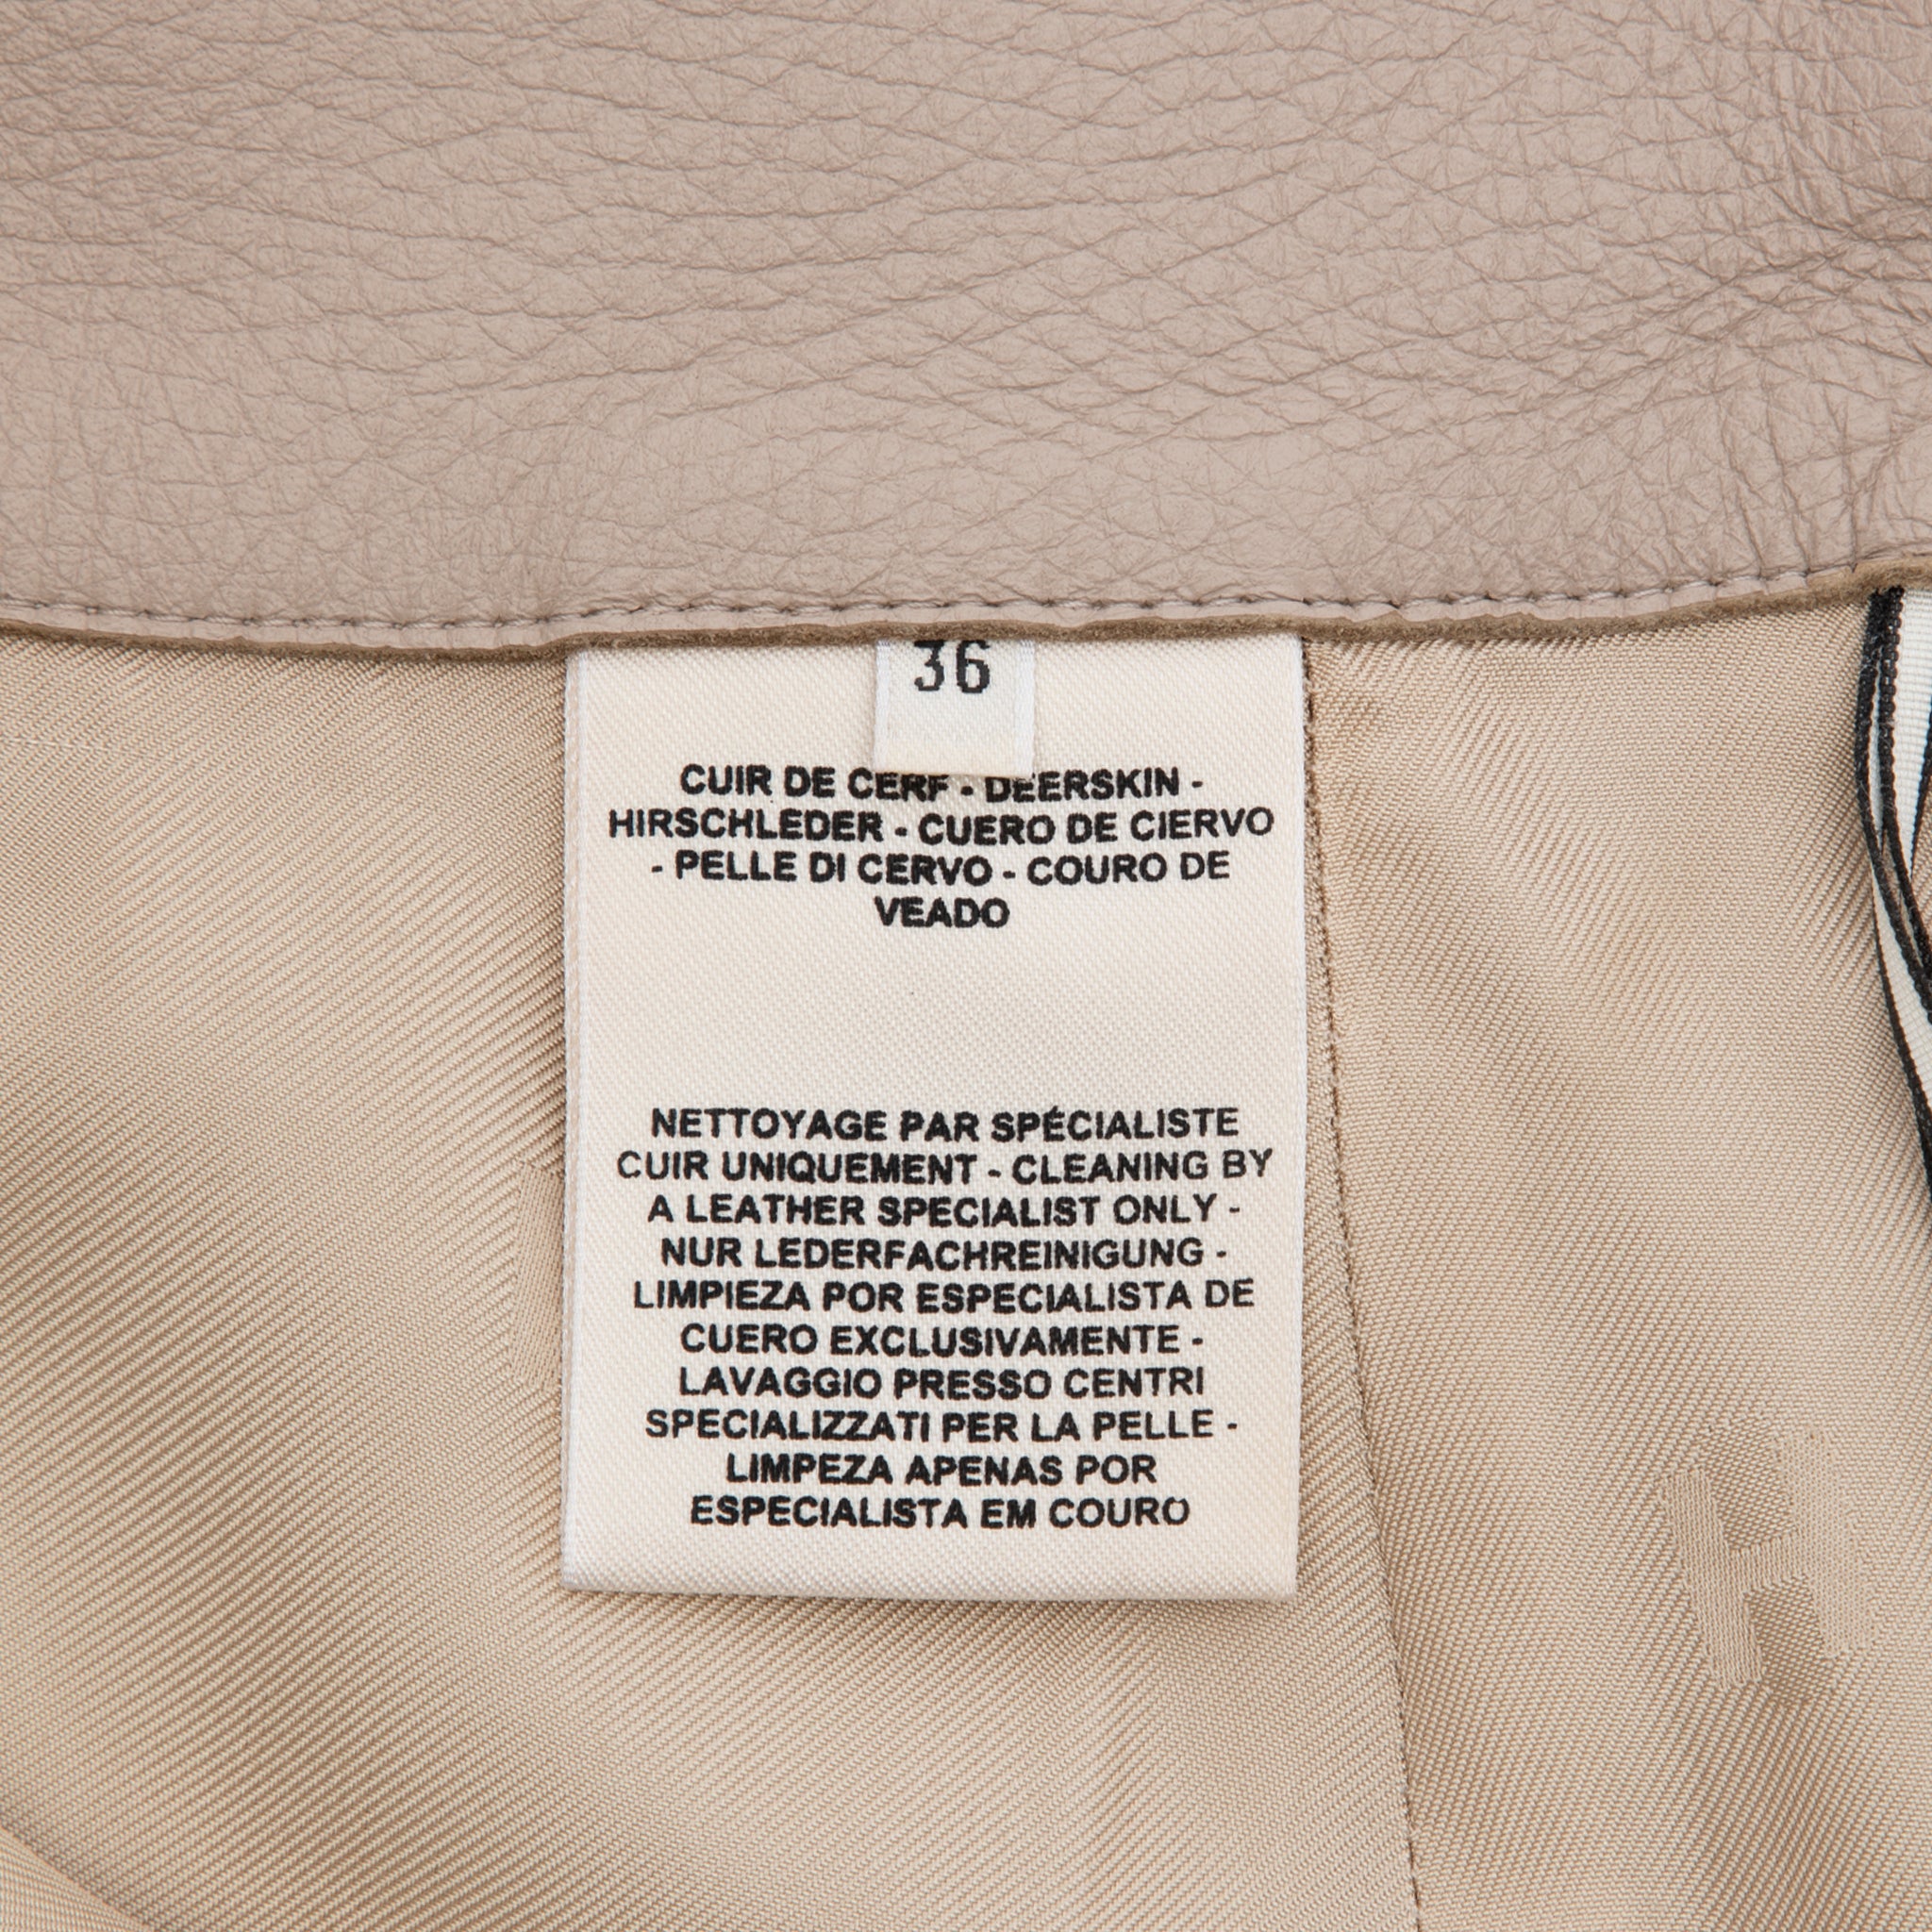 36
CUIR DE CERF - DEERSKIN -
HIRSCHLEDER - CUERO DE CIERVO
- PELLE DI CERVO - COURO DE
VEADO
NETTOYAGE PAR SPÉCIALISTE
CUIR UNIQUEMENT - CLEANING BY
A LEATHER SPECIALIST ONLY -
NUR LEDERFACHREINIGUNG -
LIMPIEZA POR ESPECIALISTA DE
CUERO EXCLUSIVAMENTE -
LAVAGGIO PRESSO CENTRI
SPECIALIZZATI PER LA PELLE -
LIMPEZA APENAS POR
ESPECIALISTA EM COURO
H